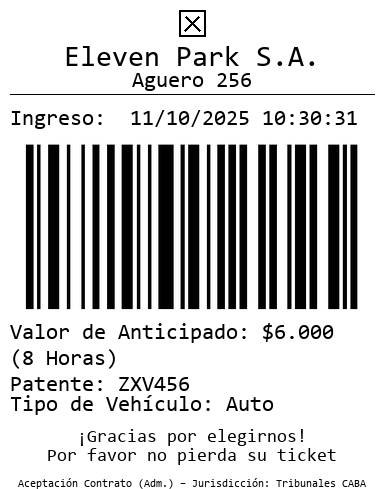 Eleven Park S.A.
Aguero 256
Ingreso: 11/10/2025 10:30:31
Valor de Anticipado: $6.000
(8 Horas)
Patente: ZXV456
Tipo de Vehículo: Auto
¡Gracias por elegirnos!
Por favor no pierda su ticket
Aceptación Contrato (Adm.) – Jurisdicción: Tribunales CABA